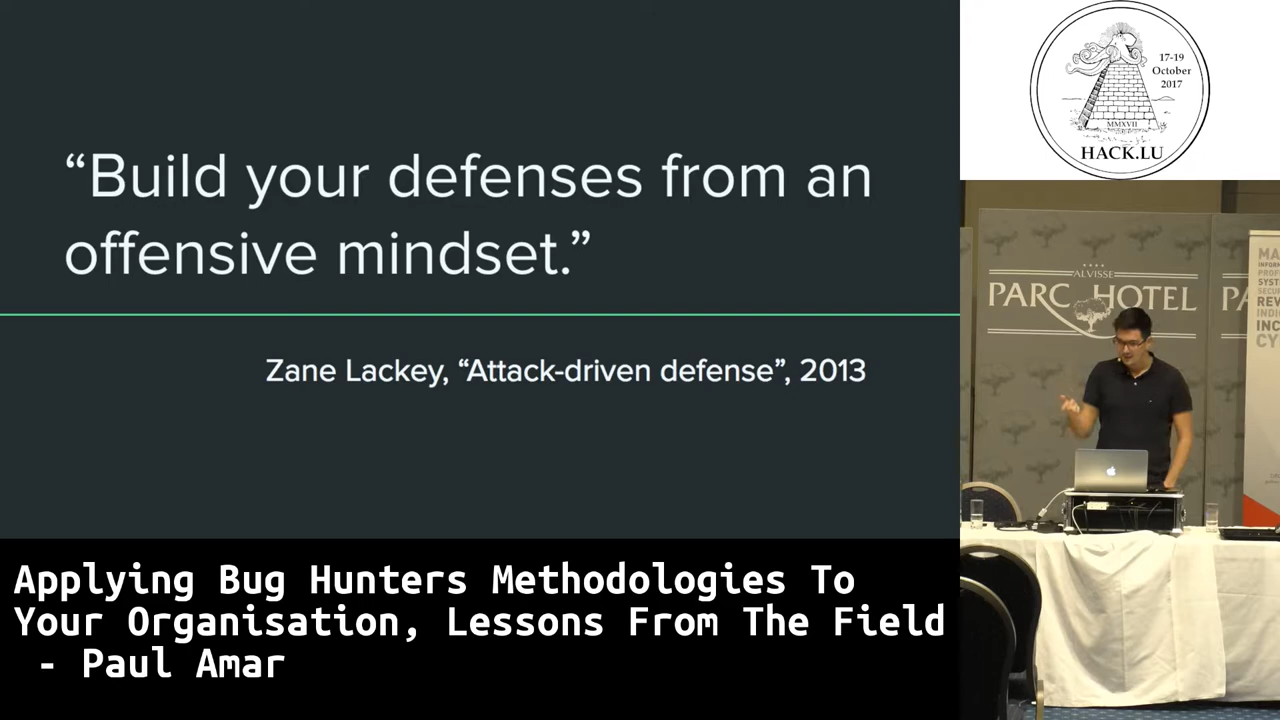 “Build your defenses from an
offensive mindset.”
Zane Lackey, “Attack-driven defense”, 2013
Applying Bug Hunters Methodologies To
Your Organisation, Lessons From The Field
- Paul Amar
17-19
October
2017
MMXVII
HACK.LU
ALVISSE
PARC HOTEL